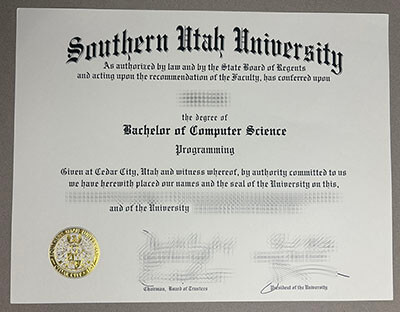 Southern Utah University
As authorized by law and by the State Board of Regents
and acting upon the recommendation of the Faculty, has conferred upon
the degree of
Bachelor of Computer Science
Programming
Given at Cedar City, Utah and witness whereof, by authority committed to us
we have herewith placed our names and the seal of the University on this,
and of the University
Chairman, Board of Trustees
President of the University